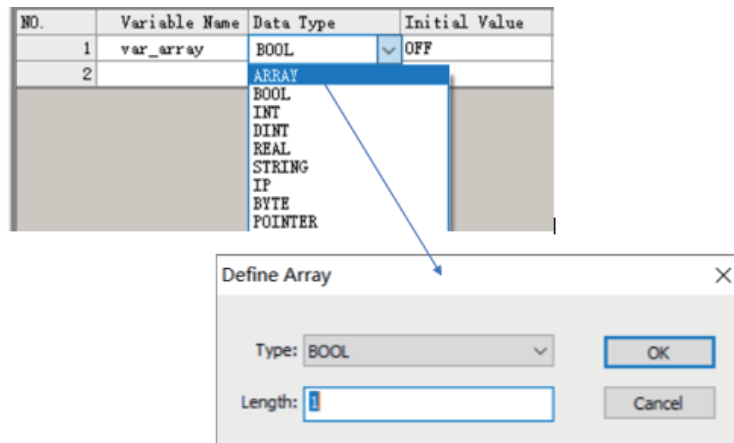 NO. Variable Name Data Type Initial Value
1 var_array BOOL OFF
2
ARRAY
BOOL
INT
DINT
REAL
STRING
IP
BYTE
POINTER
Define Array
Type: BOOL
OK
Length: 1
Cancel